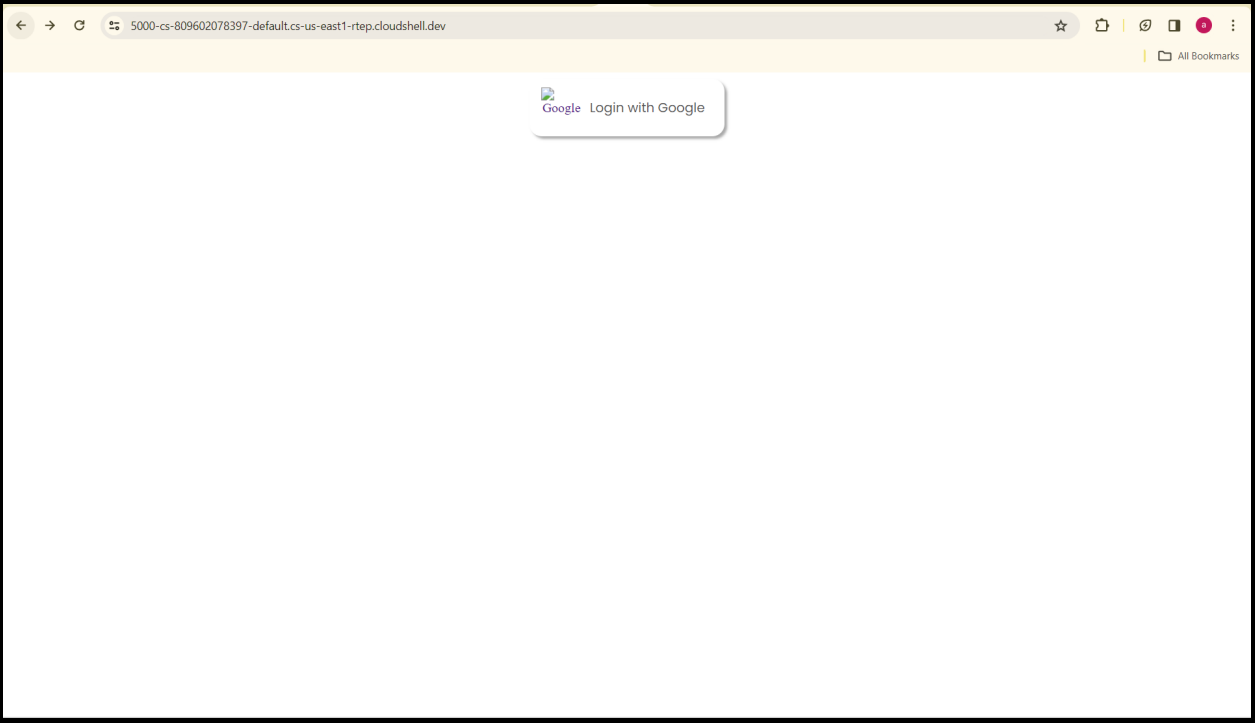 5000-cs-809602078397-default.cs-us-east1-rtep.cloudshell.dev
a
All Bookmarks
Google Login with Google